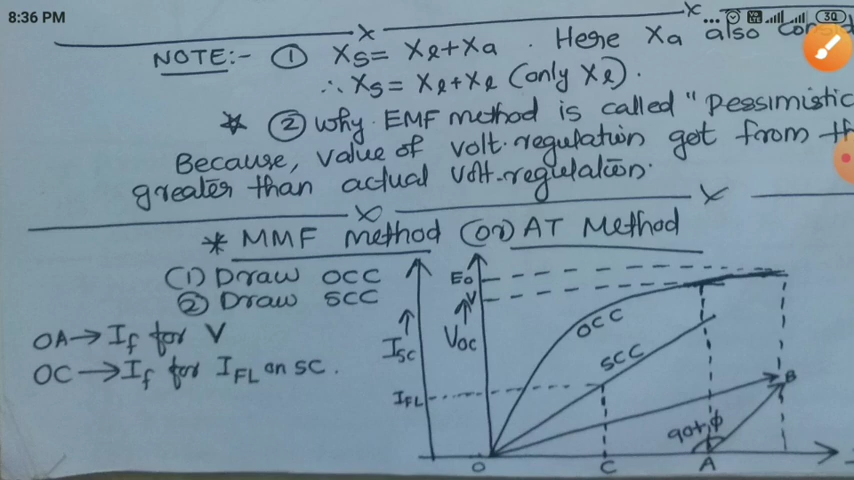 8:36 PM
... 30
NOTE:- ① Xs = Xℓ + Xa . Here Xa also
∴ Xs = Xℓ + Xℓ (only Xℓ).
* ② Why EMF method is called "Pessimistic
Because, value of volt. regulation got from
greater than actual volt. regulation.
* MMF method (or) AT Method
(1) Draw OCC
② Draw SCC
OA → If for V
OC → If for IFL on SC.
Eo
V
Voc
Isc
IFL
OCC
SCC
90+φ
B
O
C
A